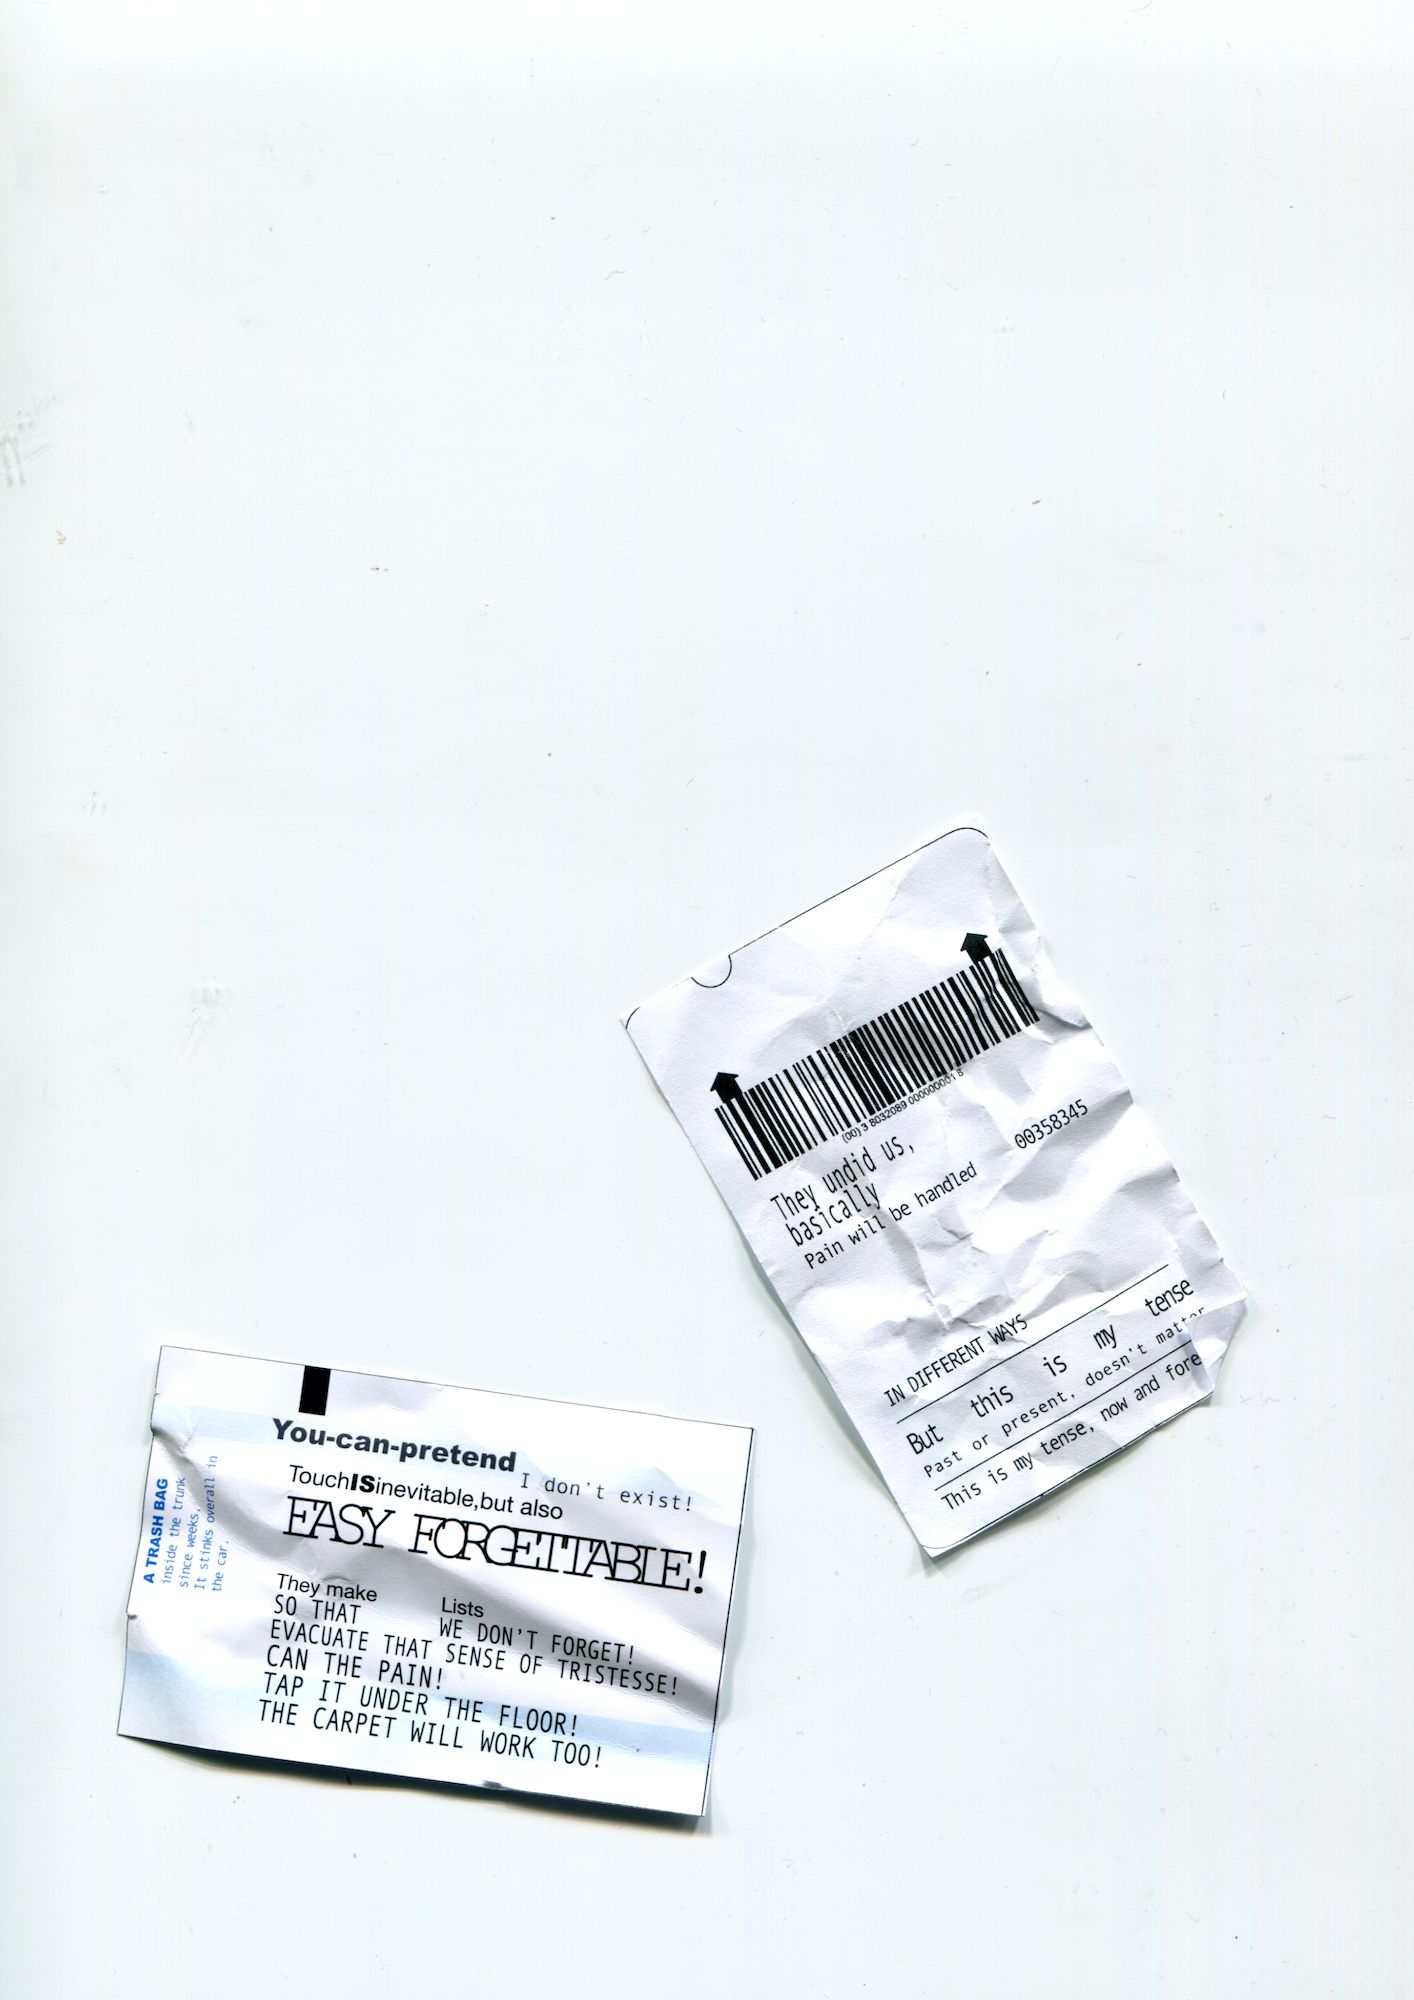 (00) 3 8032089 000000001 8
They undid us,
basically
Pain will be handled 00358345
IN DIFFERENT WAYS
But this is my tense
Past or present, doesn't matter
This is my tense, now and fore
You-can-pretend
I don't exist!
TouchISinevitable,but also
EASY FORGETTABLE!
They make Lists
SO THAT WE DON'T FORGET!
EVACUATE THAT SENSE OF TRISTESSE!
CAN THE PAIN!
TAP IT UNDER THE FLOOR!
THE CARPET WILL WORK TOO!
A TRASH BAG
inside the trunk
since weeks.
It stinks overall in
the car.